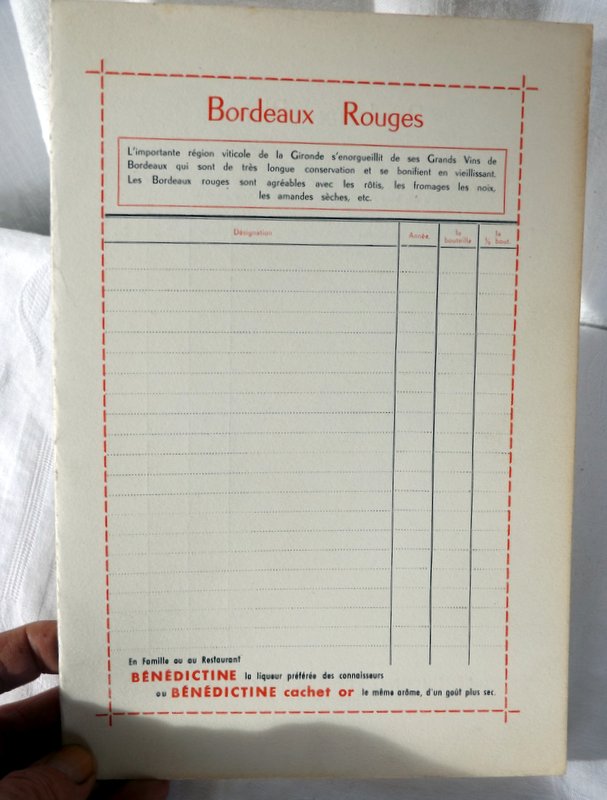 Bordeaux Rouges
L'importante région viticole de la Gironde s'enorgueillit de ses Grands Vins de
Bordeaux qui sont de très longue conservation et se bonifient en vieillissant.
Les Bordeaux rouges sont agréables avec les rôtis, les fromages les noix,
les amandes sèches, etc.
Désignation Année la bouteille la ½ bout.
En Famille ou au Restaurant
BÉNÉDICTINE la liqueur préférée des connaisseurs
ou BÉNÉDICTINE cachet or le même arôme, d'un goût plus sec.